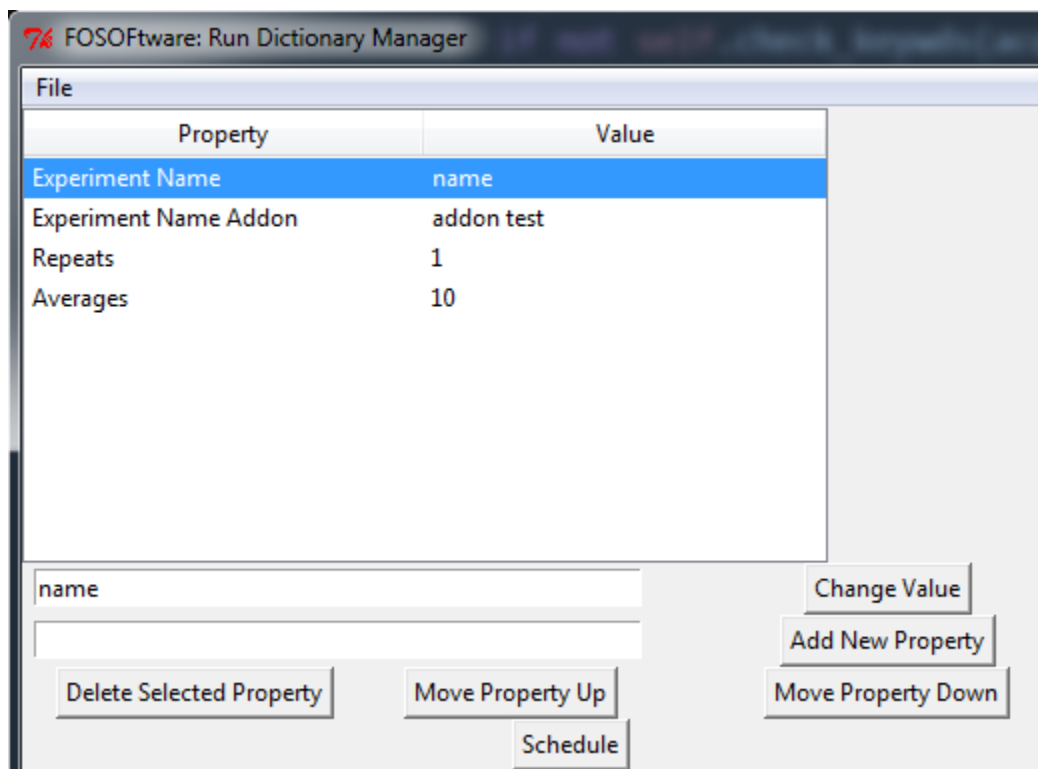 FOSOFtware: Run Dictionary Manager
File
Property Value
Experiment Name name
Experiment Name Addon addon test
Repeats 1
Averages 10
name Change Value
Add New Property
Delete Selected Property Move Property Up Move Property Down
Schedule